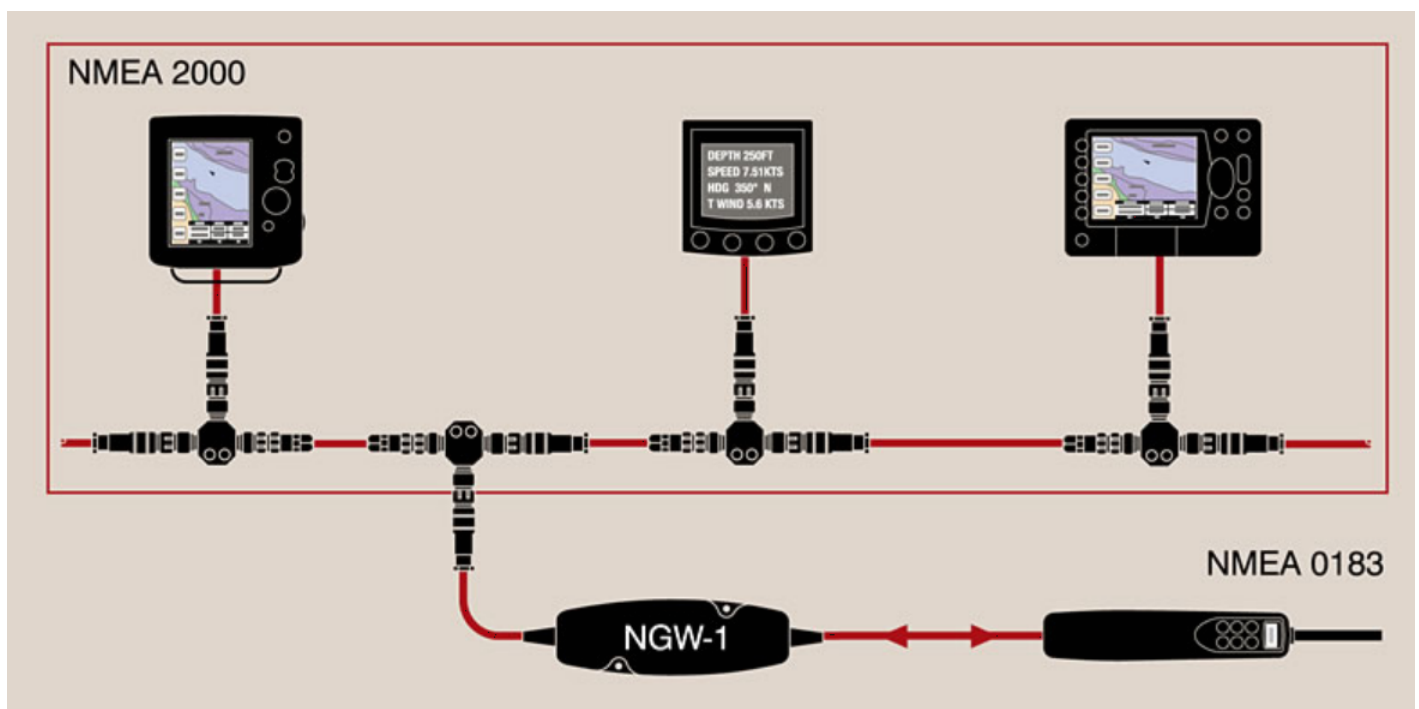 NMEA 2000
DEPTH 250FT
SPEED 7.51KTS
HDG 350° N
T WIND 5.6 KTS
NMEA 0183
NGW-1